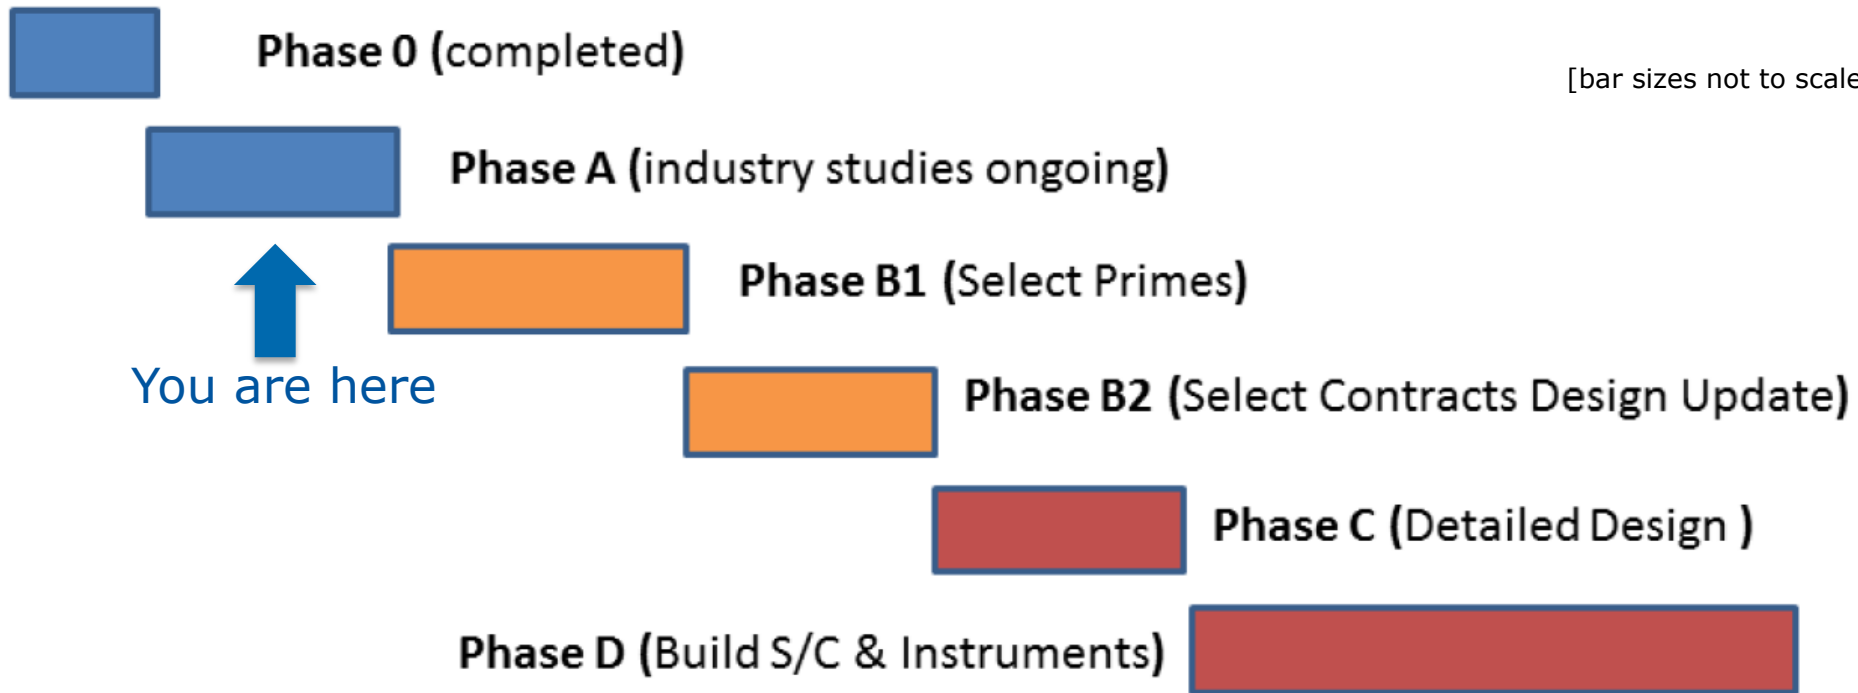 Phase 0 (completed)
[bar sizes not to scale
Phase A (industry studies ongoing)
Phase B1 (Select Primes)
You are here
Phase B2 (Select Contracts Design Update)
Phase C (Detailed Design )
Phase D (Build S/C & Instruments)